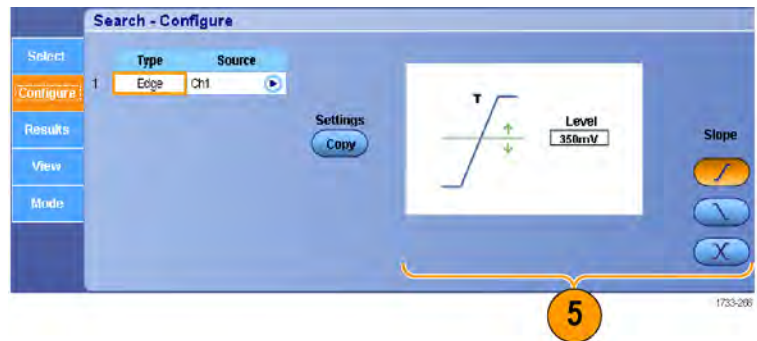 Search - Configure
Select
Configure
Results
View
Mode
Type Source
1 Edge Ch1
Settings
Copy
T
Level
350mV
Slope
5
1733-266